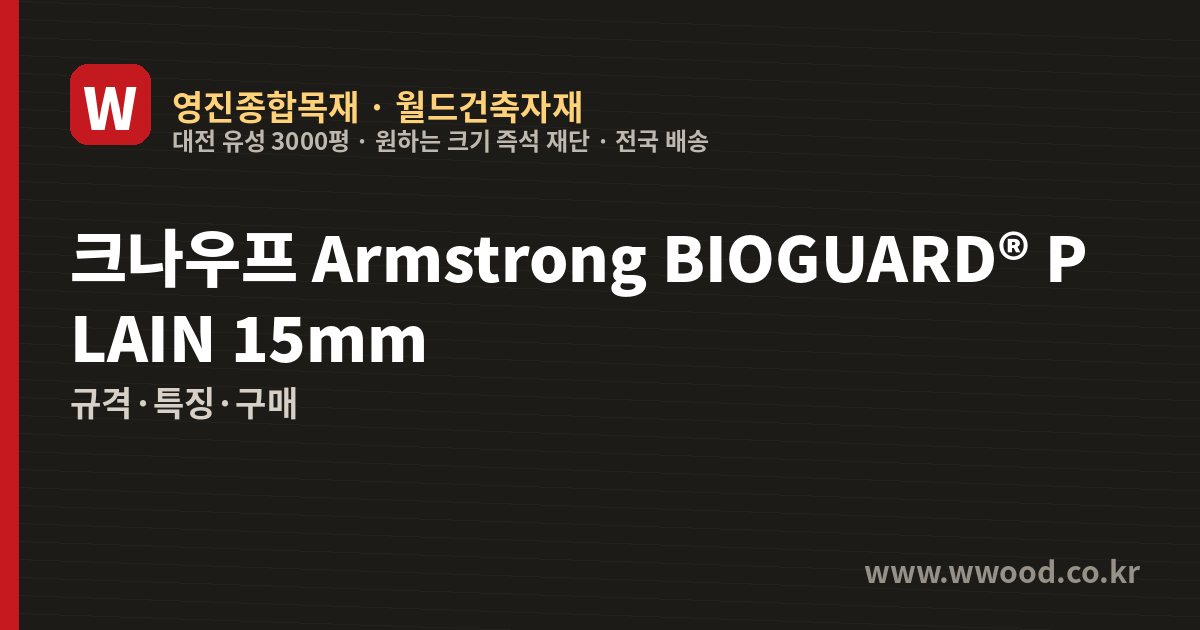 W
영진종합목재 · 월드건축자재
대전 유성 3000평 · 원하는 크기 즉석 재단 · 전국 배송
크나우프 Armstrong BIOGUARD® P
LAIN 15mm
규격·특징·구매
www.wwood.co.kr